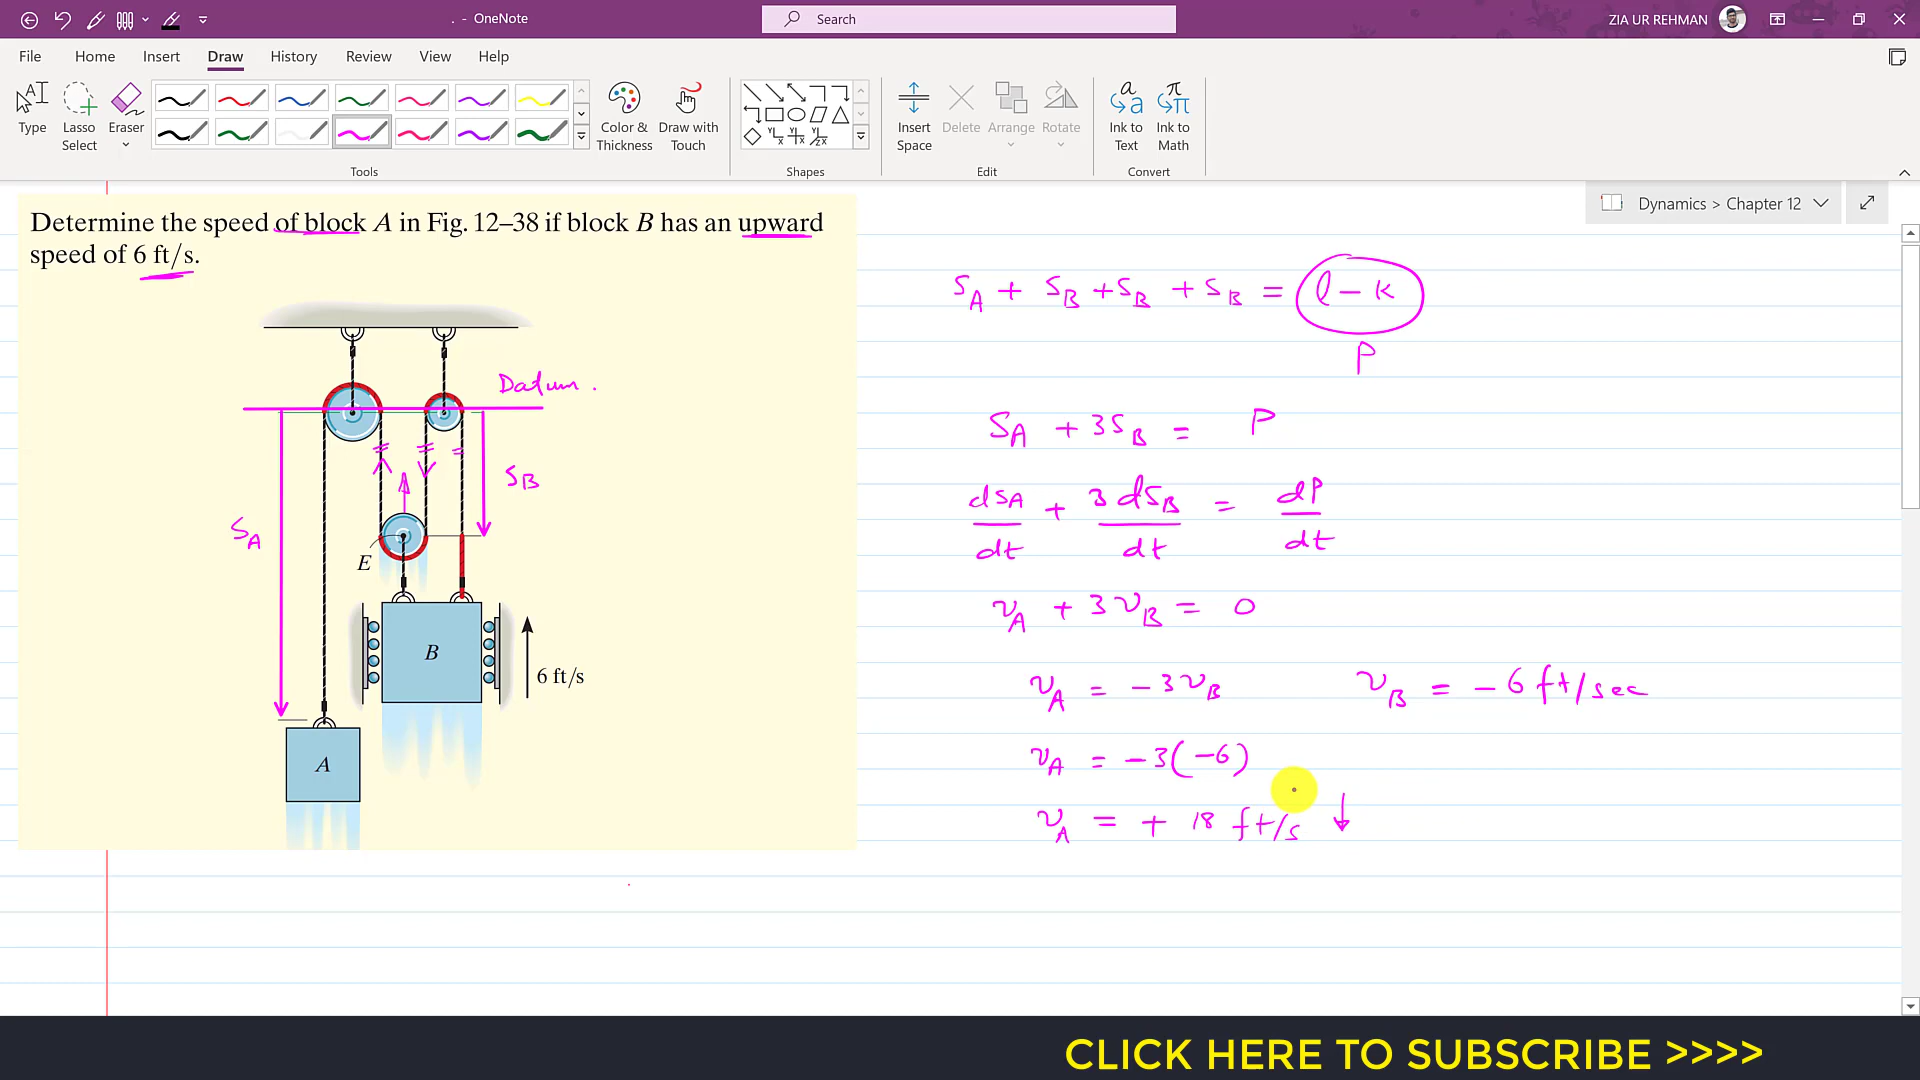 . - OneNote
Search
ZIA UR REHMAN
File Home Insert Draw History Review View Help
Type
Lasso Select
Eraser
Color & Thickness
Draw with Touch
Insert Space
Delete
Arrange
Rotate
Ink to Text
Ink to Math
Tools
Shapes
Edit
Convert
Dynamics > Chapter 12
Determine the speed of block A in Fig. 12–38 if block B has an upward
speed of 6 ft/s.
Datum.
S_A
S_B
E
B
6 ft/s
A
S_A + S_B + S_B + S_B = l - k
P
S_A + 3S_B = P
dS_A/dt + 3dS_B/dt = dP/dt
v_A + 3v_B = 0
v_A = -3v_B v_B = -6 ft/sec
v_A = -3(-6)
v_A = + 18 ft/s ↓
CLICK HERE TO SUBSCRIBE >>>>